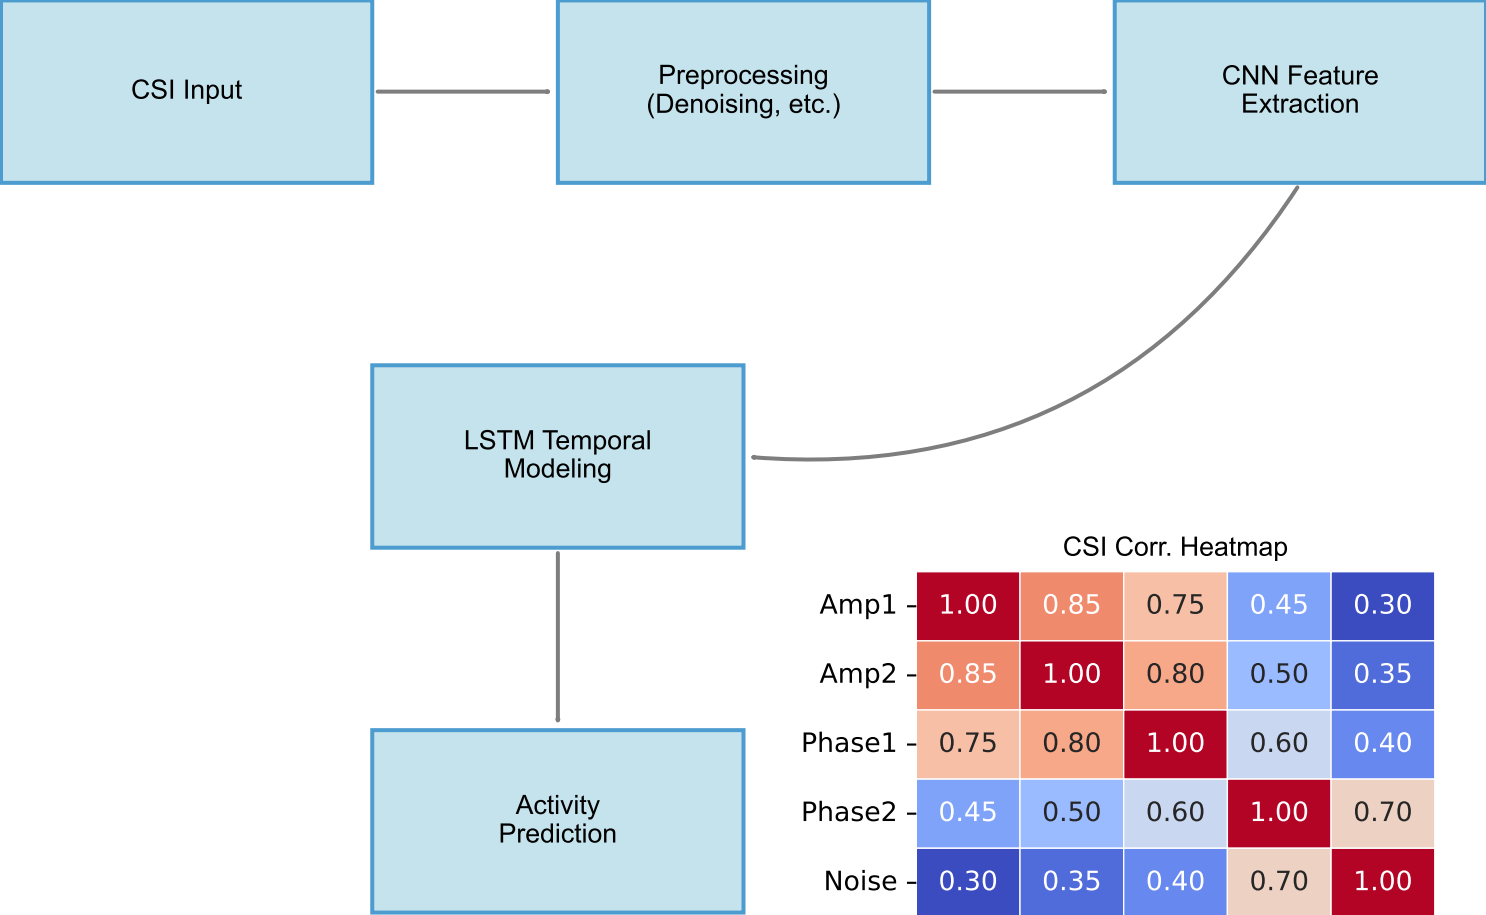 CSI Input
Preprocessing
(Denoising, etc.)
CNN Feature
Extraction
LSTM Temporal
Modeling
Activity
Prediction
CSI Corr. Heatmap
Amp1 1.00 0.85 0.75 0.45 0.30
Amp2 0.85 1.00 0.80 0.50 0.35
Phase1 0.75 0.80 1.00 0.60 0.40
Phase2 0.45 0.50 0.60 1.00 0.70
Noise 0.30 0.35 0.40 0.70 1.00